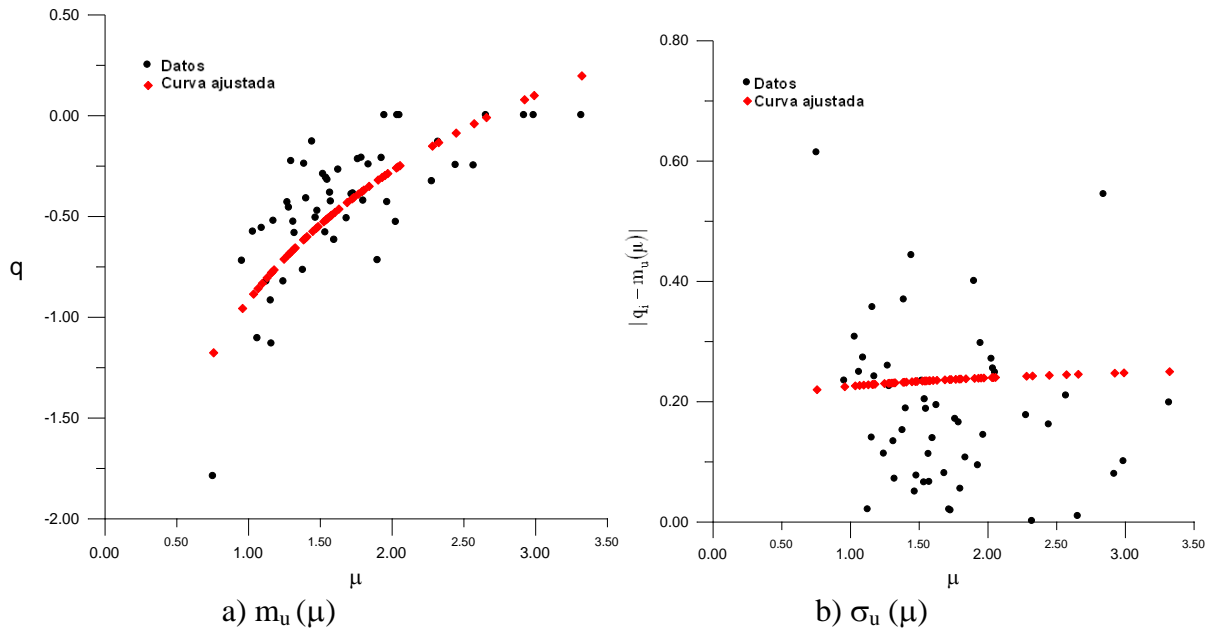 0.50
0.00
-0.50
-1.00
-1.50
-2.00
q
Datos
Curva ajustada
0.00
0.50
1.00
1.50
2.00
2.50
3.00
3.50
μ
a) mᵤ (μ)
0.80
0.60
0.40
0.20
0.00
| qᵢ – mᵤ(μ)|
Datos
Curva ajustada
0.00
0.50
1.00
1.50
2.00
2.50
3.00
3.50
μ
b) σᵤ (μ)